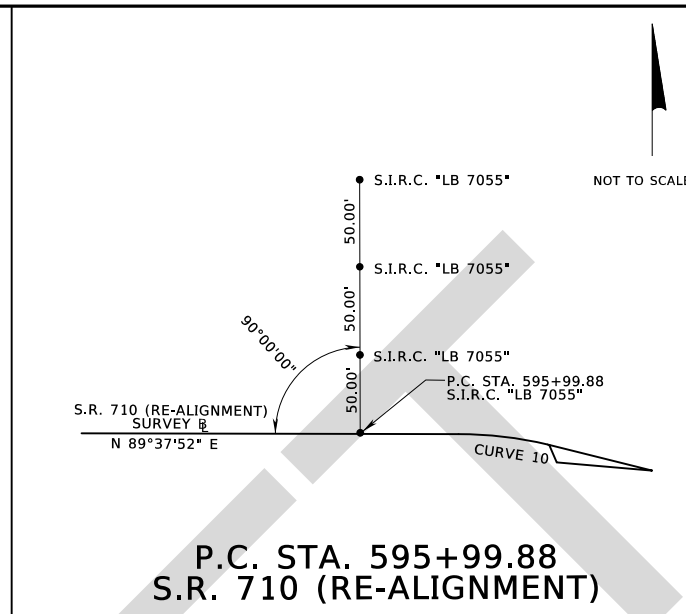 S.I.R.C. "LB 7055"
NOT TO SCALE
50.00'
S.I.R.C. "LB 7055"
50.00'
90°00'00"
S.I.R.C. "LB 7055"
50.00'
P.C. STA. 595+99.88
S.I.R.C. "LB 7055"
S.R. 710 (RE-ALIGNMENT)
SURVEY ℄
N 89°37'52" E
CURVE 10
P.C. STA. 595+99.88
S.R. 710 (RE-ALIGNMENT)